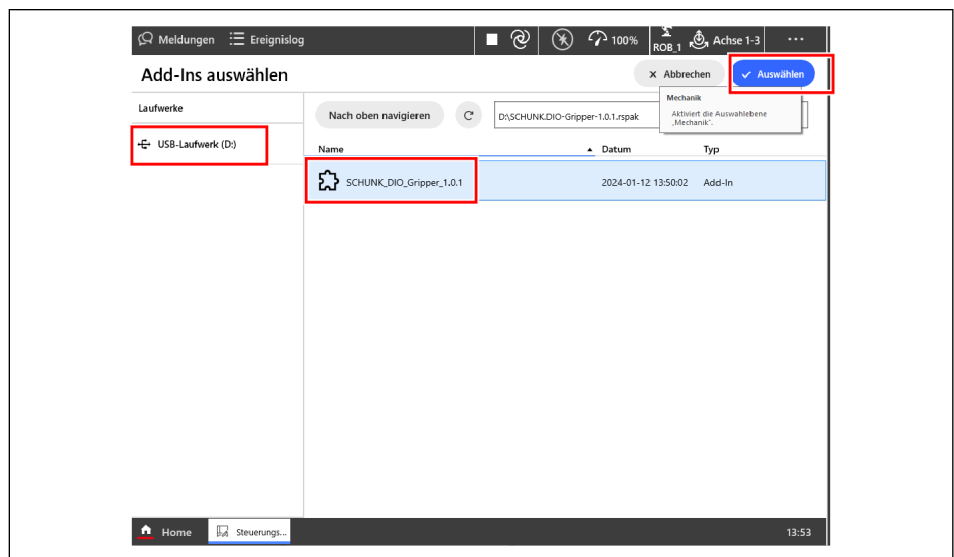 Meldungen Ereignislog 100% ROB_1 Achse 1-3 ...
Add-Ins auswählen x Abbrechen Auswählen
Laufwerke
Mechanik
Aktiviert die Auswahlebene
„Mechanik“.
Nach oben navigieren D:\SCHUNK.DIO-Gripper-1.0.1.rspak
USB-Laufwerk (D:)
Name Datum Typ
SCHUNK_DIO_Gripper_1.0.1 2024-01-12 13:50:02 Add-In
Home Steuerungs... 13:53